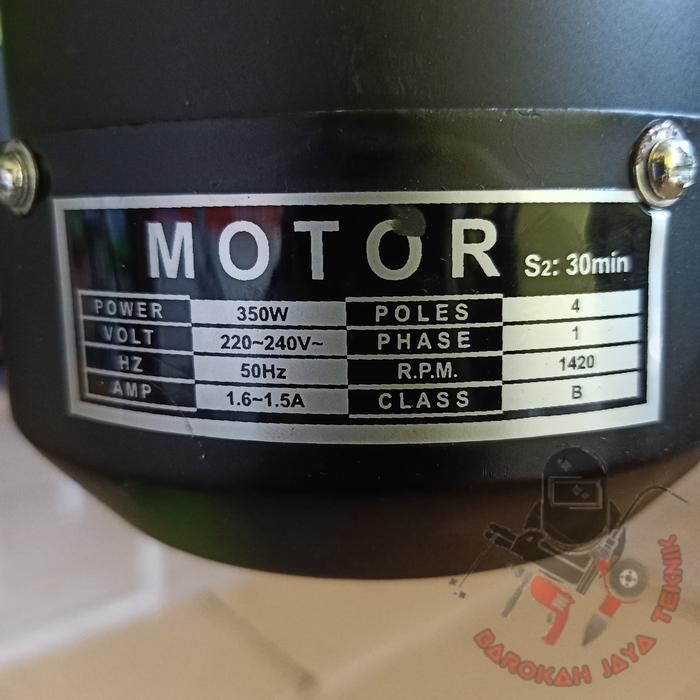 MOTOR S2: 30min
POWER 350W POLES 4
VOLT 220~240V~ PHASE 1
HZ 50Hz R.P.M. 1420
AMP 1.6~1.5A CLASS B
BAROKAH JAYA TEKNIK